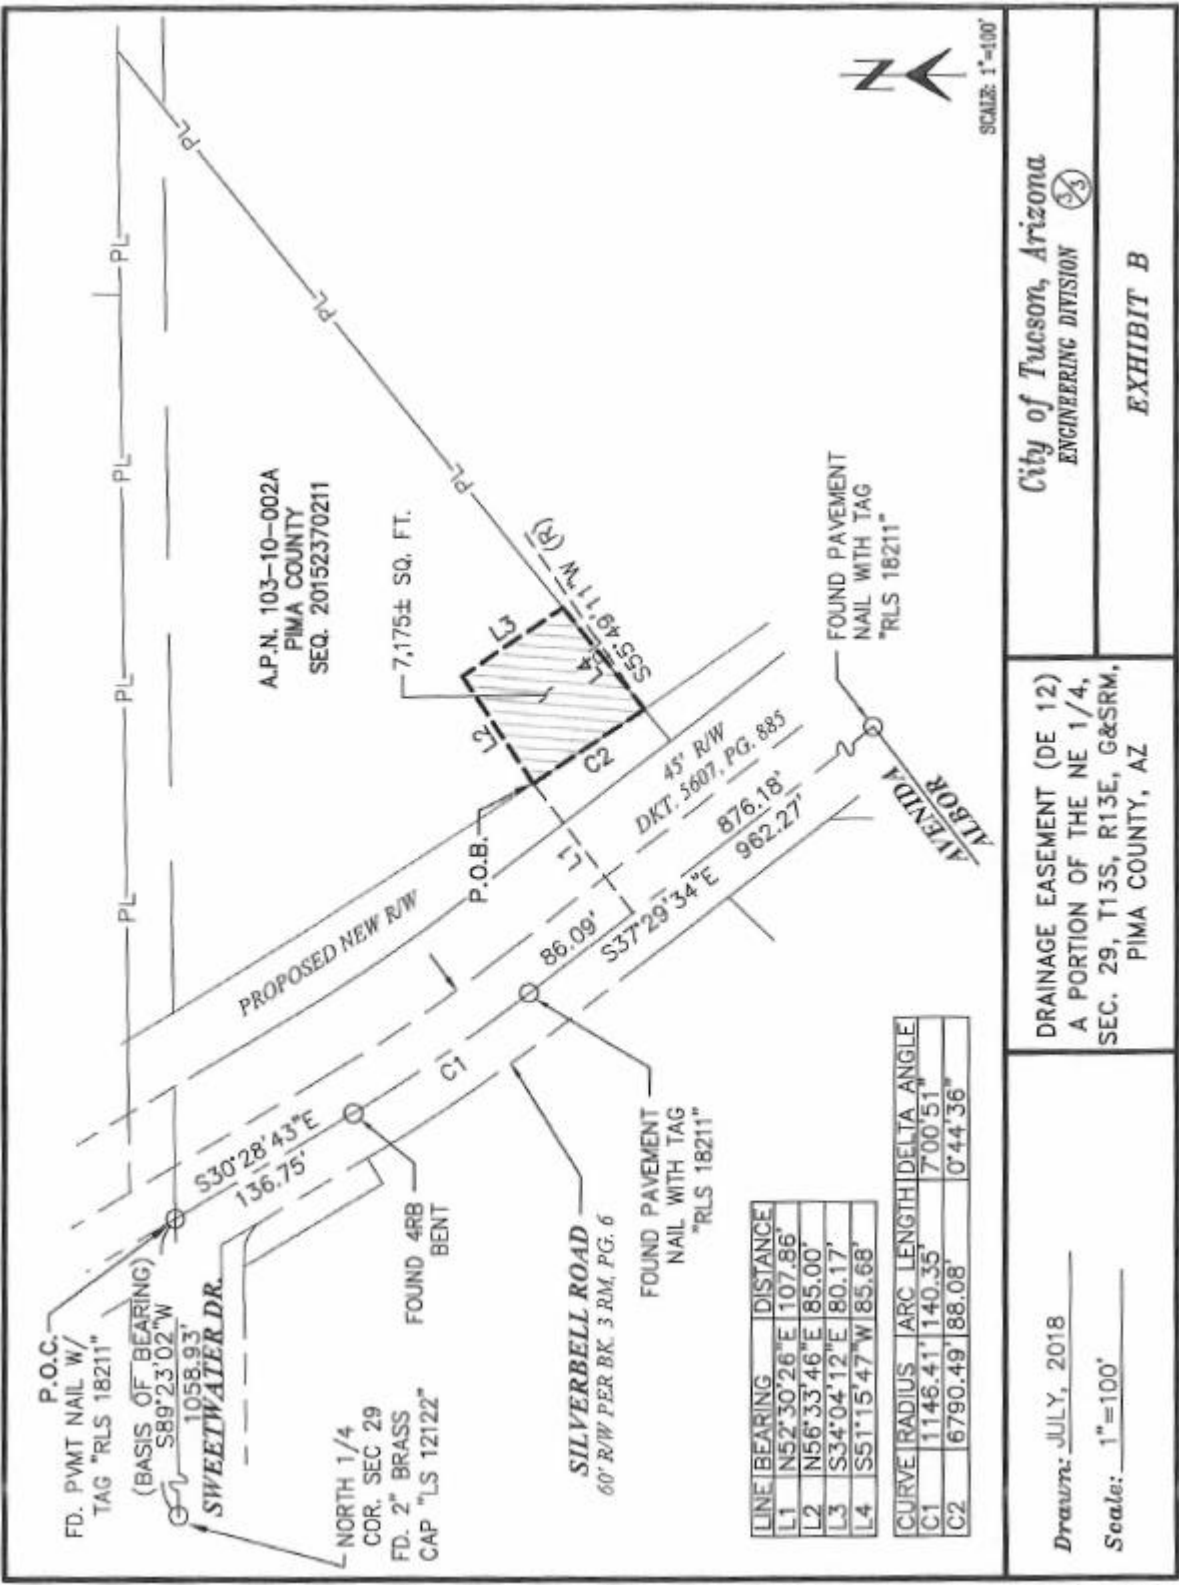 P.O.C.
FD. PVMT NAIL W/
TAG "RLS 18211"
(BASIS OF BEARING)
S89°23'02"W
1058.93'
SWEETWATER DR.
NORTH 1/4
COR. SEC 29
FD. 2" BRASS
CAP "LS 12122"
S30°28'43"E
136.75'
FOUND 4RB
BENT
C1
SILVERBELL ROAD
60' R/W PER BK. 3 RM, PG. 6
FOUND PAVEMENT
NAIL WITH TAG
"RLS 18211"
PROPOSED NEW R/W
PL
PL
PL
PL
PL
PL
PL
A.P.N. 103-10-002A
PIMA COUNTY
SEQ. 20152370211
7,175± SQ. FT.
P.O.B.
L1
L2
L3
L4
C2
S55°49'11"W (R)
45' R/W
DKT. 5607, PG. 885
86.09'
876.18'
S37°29'34"E
962.27'
AVENIDA
ALBOR
FOUND PAVEMENT
NAIL WITH TAG
"RLS 18211"
N
SCALE: 1"=100'
LINE BEARING DISTANCE
L1 N52°30'26"E 107.86'
L2 N56°33'46"E 85.00'
L3 S34°04'12"E 80.17'
L4 S51°15'47"W 85.68'
CURVE RADIUS ARC LENGTH DELTA ANGLE
C1 1146.41' 140.35' 7°00'51"
C2 6790.49' 88.08' 0°44'36"
Drawn: JULY, 2018
Scale: 1"=100'
DRAINAGE EASEMENT (DE 12)
A PORTION OF THE NE 1/4,
SEC. 29, T13S, R13E, G&SRM,
PIMA COUNTY, AZ
City of Tucson, Arizona
ENGINEERING DIVISION 3/3
EXHIBIT B